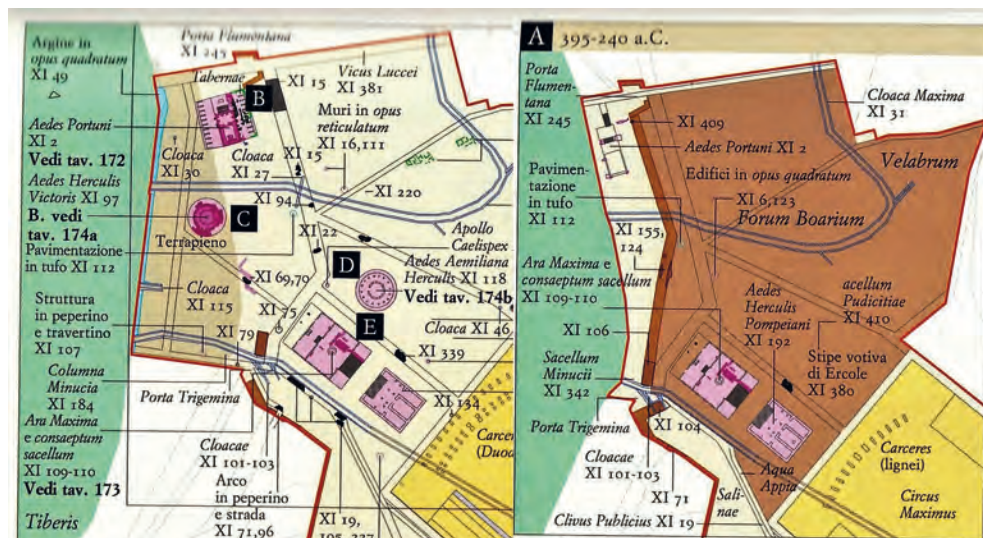 Argine in
opus quadratum
XI 49
Porta Flumentana
XI 245
Tabernae
XI 15
Vicus Luccei
XI 381
B
Muri in opus
reticulatum
XI 16,111
Aedes Portuni
XI 2
Vedi tav. 172
Cloaca
XI 30
Cloaca
XI 27
XI 15
XI 220
Aedes Herculis
Victoris XI 97
B. vedi
tav. 174a
XI 94
C
XI 22
Terrapieno
Pavimentazione
in tufo XI 112
Apollo
Caelispex
D
Aedes Aemiliana
Herculis XI 118
Vedi tav. 174b
XI 69,70
Cloaca
XI 115
XI 75
Struttura
in peperino
e travertino
XI 107
XI 79
E
Cloaca XI 46
XI 339
Columna
Minucia
XI 184
Porta Trigemina
XI 134
Ara Maxima
e consaeptum
sacellum
XI 109-110
Vedi tav. 173
Cloacae
XI 101-103
Arco
in peperino
e strada
XI 71,96
XI 19,
Carcer
(Duod
Tiberis
A 395-240 a.C.
Porta
Flumen-
tana
XI 245
Cloaca Maxima
XI 31
XI 409
Aedes Portuni XI 2
Velabrum
Edifici in opus quadratum
XI 6,123
Pavimen-
tazione
in tufo
XI 112
Forum Boarium
XI 155,
124
Ara Maxima e
consaeptum sacellum
XI 109-110
Aedes
Herculis
Pompeiani
XI 192
acellum
Pudicitiae
XI 410
XI 106
Stipe votiva
di Ercole
XI 380
Sacellum
Minucii
XI 342
Porta Trigemina
XI 104
Cloacae
XI 101-103
XI 71
Aqua
Appia
Carceres
(lignei)
Sali-
nae
Circus
Maximus
Clivus Publicius XI 19